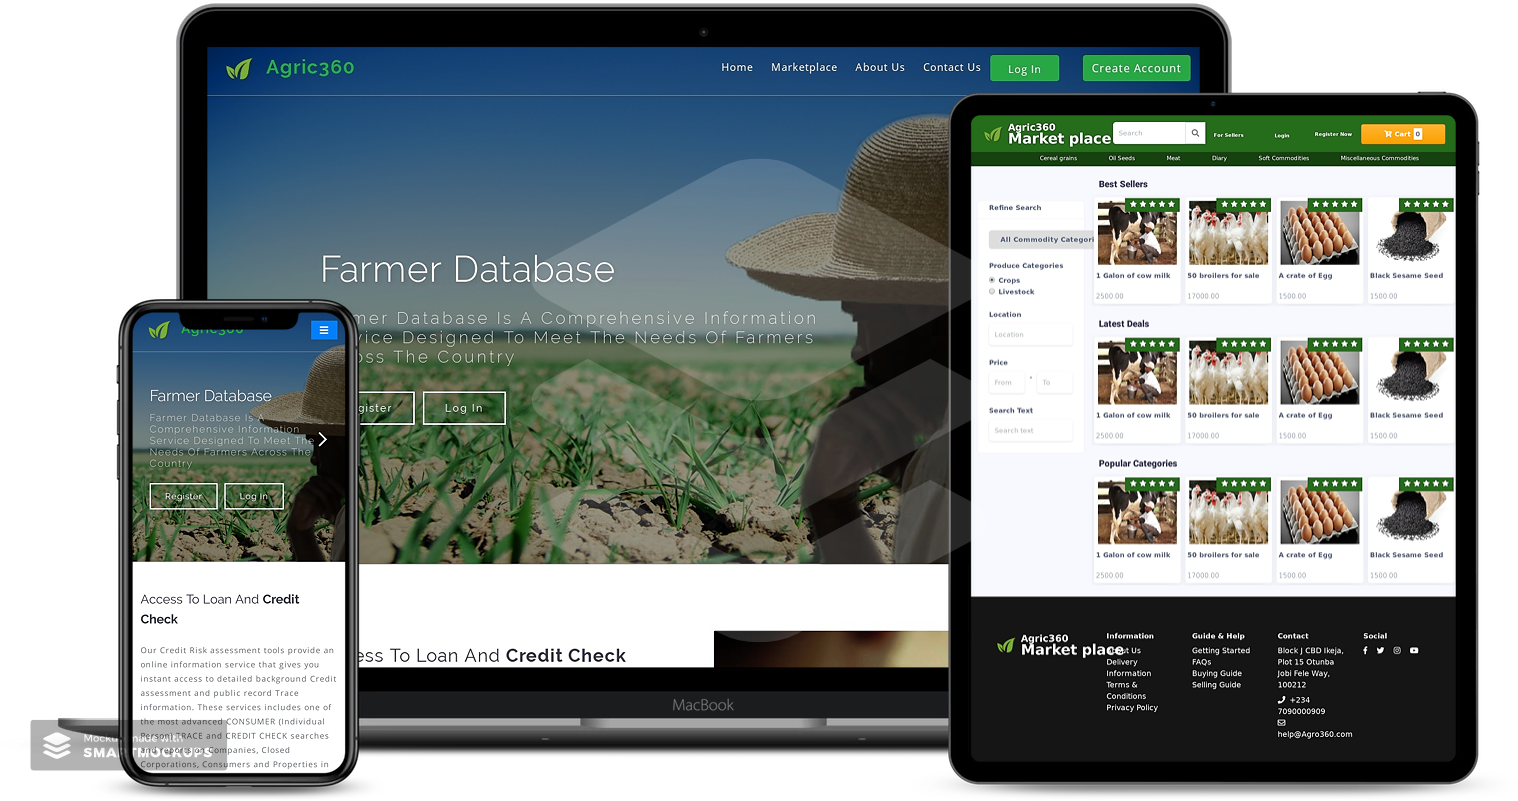 Agric360
Home Marketplace About Us Contact Us Log In Create Account
Farmer Database
mer Database Is A Comprehensive Information
vice Designed To Meet The Needs Of Farmers
oss The Country
gister Log In
ess To Loan And Credit Check
MacBook
Agric360
Farmer Database
Farmer Database Is A
Comprehensive Information
Service Designed To Meet The
Needs Of Farmers Across The
Country
Register Log In
Access To Loan And Credit
Check
Our Credit Risk assessment tools provide an
online information service that gives you
instant access to detailed background Credit
assessment and public record Trace
information. These services includes one of
the most advanced CONSUMER (Individual
Person) TRACE and CREDIT CHECK searches
and reports on Companies, Closed
Corporations, Consumers and Properties in
Mockup made with
SMARTMOCKUPS
Agric360
Market place
Search
For Sellers Login Register Now Cart 0
Cereal grains Oil Seeds Meat Diary Soft Commodities Miscellaneous Commodities
Refine Search
All Commodity Categori
Produce Categories
Crops
Livestock
Location
Location
Price
From - To
Search Text
Search text
Best Sellers
1 Galon of cow milk 50 broilers for sale A crate of Egg Black Sesame Seed
2500.00 17000.00 1500.00 1500.00
Latest Deals
1 Galon of cow milk 50 broilers for sale A crate of Egg Black Sesame Seed
2500.00 17000.00 1500.00 1500.00
Popular Categories
1 Galon of cow milk 50 broilers for sale A crate of Egg Black Sesame Seed
2500.00 17000.00 1500.00 1500.00
Agric360
Market place
Information
Us
Delivery
Information
Terms &
Conditions
Privacy Policy
Guide & Help
Getting Started
FAQs
Buying Guide
Selling Guide
Contact
Block J CBD Ikeja,
Plot 15 Otunba
Jobi Fele Way,
100212
+234
7090000909
help@Agro360.com
Social